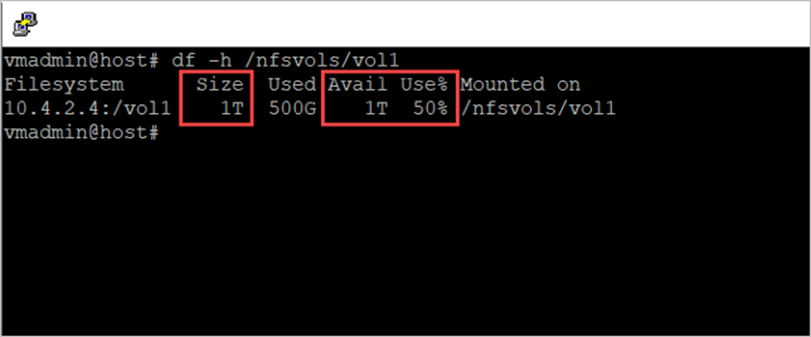 vmadmin@host# df -h /nfsvols/vol1
Filesystem Size Used Avail Use% Mounted on
10.4.2.4:/vol1 1T 500G 1T 50% /nfsvols/vol1
vmadmin@host#